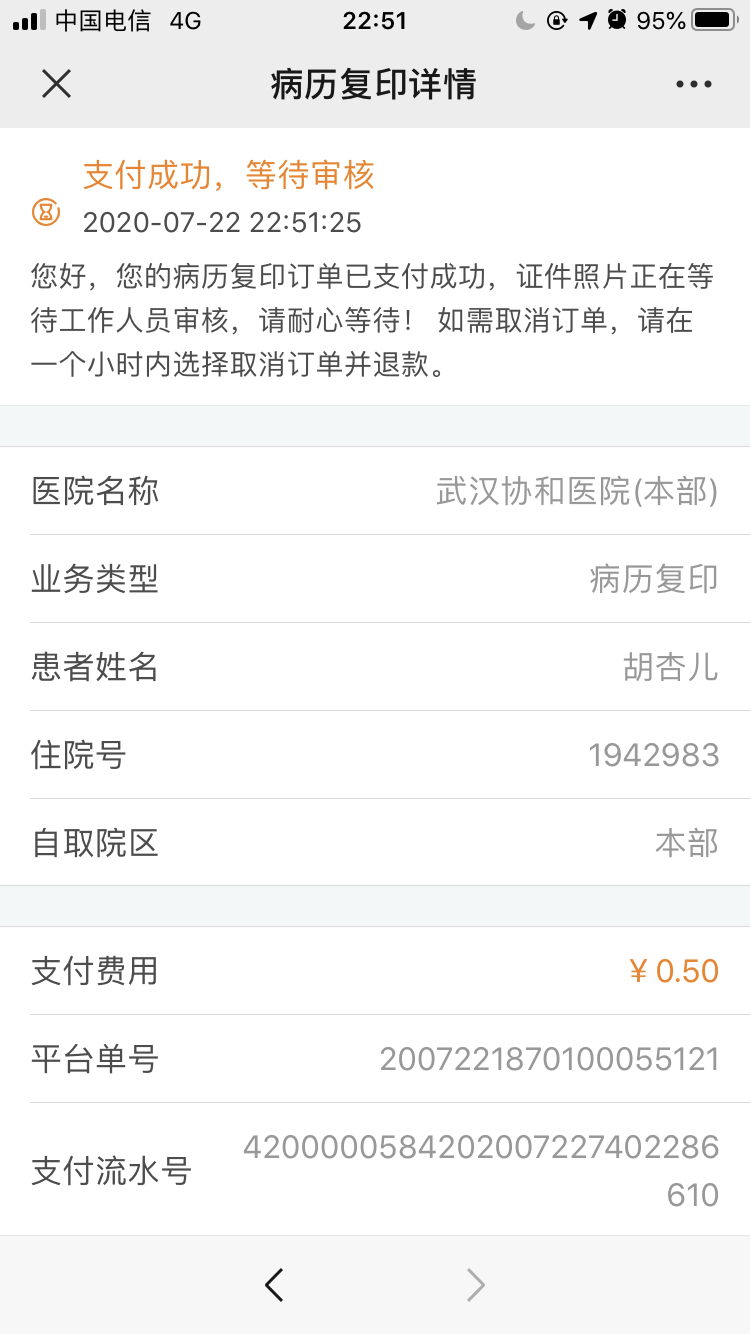 中国电信 4G 22:51 95%
病历复印详情
支付成功，等待审核
2020-07-22 22:51:25
您好，您的病历复印订单已支付成功，证件照片正在等
待工作人员审核，请耐心等待！ 如需取消订单，请在
一个小时内选择取消订单并退款。
医院名称 武汉协和医院(本部)
业务类型 病历复印
患者姓名 胡杏儿
住院号 1942983
自取院区 本部
支付费用 ￥0.50
平台单号 2007221870100055121
支付流水号 4200000584202007227402286
610